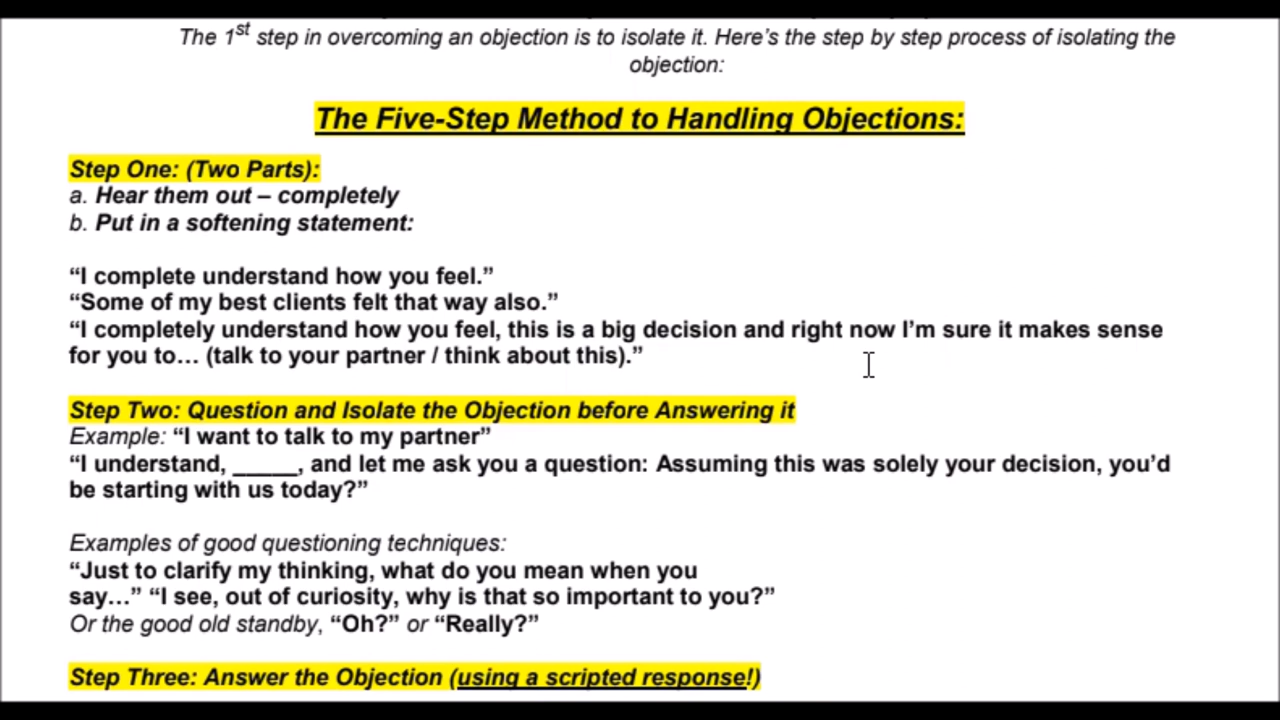 The 1st step in overcoming an objection is to isolate it. Here's the step by step process of isolating the
objection:
The Five-Step Method to Handling Objections:
Step One: (Two Parts):
a. Hear them out – completely
b. Put in a softening statement:
“I complete understand how you feel.”
“Some of my best clients felt that way also.”
“I completely understand how you feel, this is a big decision and right now I’m sure it makes sense
for you to… (talk to your partner / think about this).”
Step Two: Question and Isolate the Objection before Answering it
Example: “I want to talk to my partner”
“I understand, _____, and let me ask you a question: Assuming this was solely your decision, you’d
be starting with us today?”
Examples of good questioning techniques:
“Just to clarify my thinking, what do you mean when you
say…” “I see, out of curiosity, why is that so important to you?”
Or the good old standby, “Oh?” or “Really?”
Step Three: Answer the Objection (using a scripted response!)